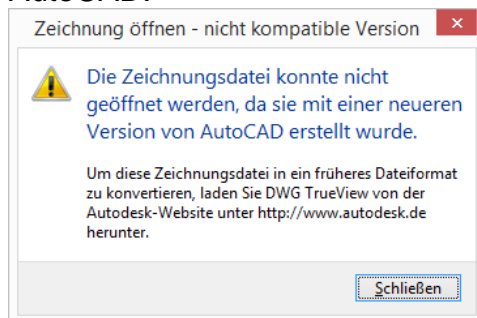 AutoCAD:
Zeichnung öffnen - nicht kompatible Version
Die Zeichnungsdatei konnte nicht
geöffnet werden, da sie mit einer neueren
Version von AutoCAD erstellt wurde.
Um diese Zeichnungsdatei in ein früheres Dateiformat
zu konvertieren, laden Sie DWG TrueView von der
Autodesk-Website unter http://www.autodesk.de
herunter.
Schließen